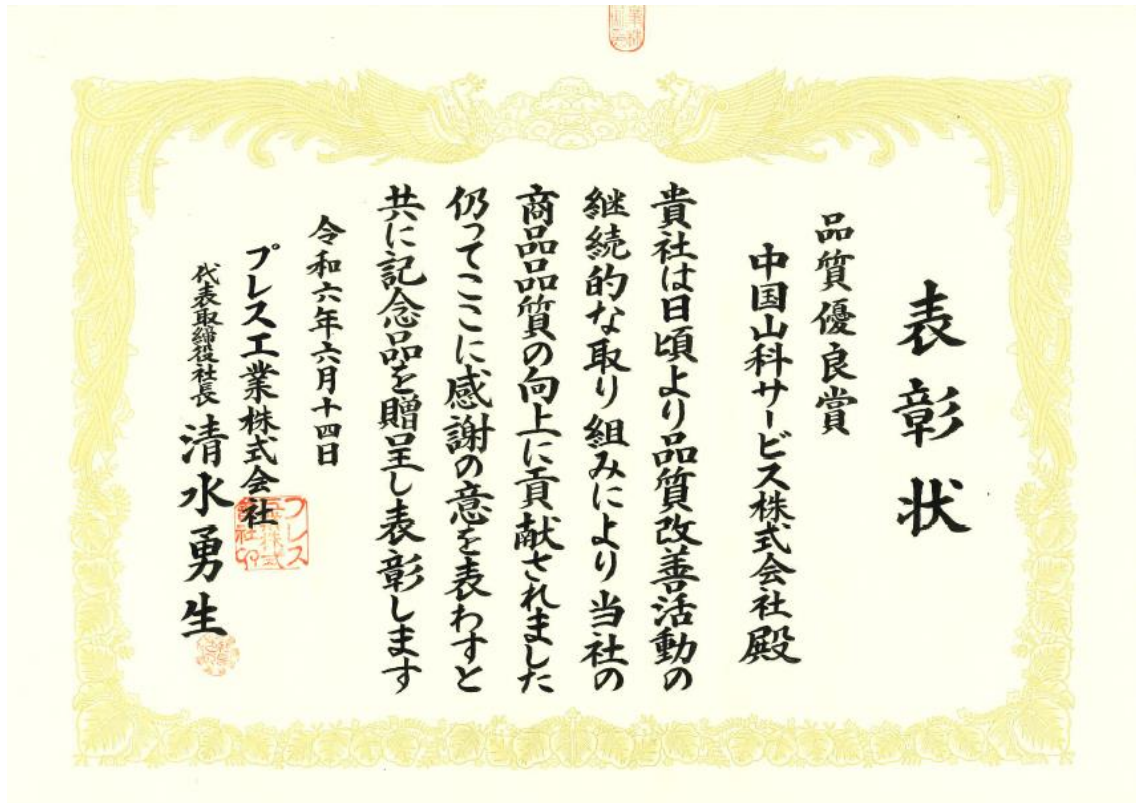 表彰状
品質優良賞
中国山科サービス株式会社殿
貴社は日頃より品質改善活動の
継続的な取り組みにより当社の
商品品質の向上に貢献されました
仍ってここに感謝の意を表わすと
共に記念品を贈呈し表彰します
令和六年六月十四日
プレス工業株式会社
代表取締役社長 清水勇生